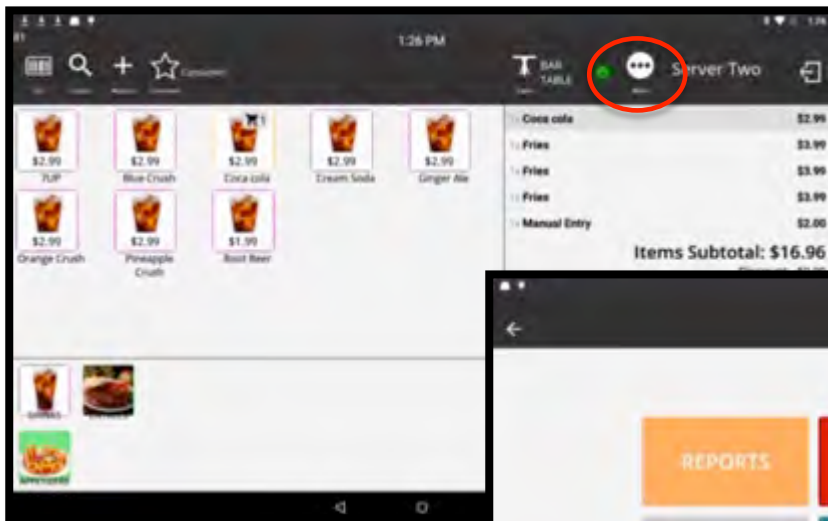 1:26 PM
BAR
TABLE
Server Two
$2.99
7UP
$2.99
Blue Crush
1
$2.99
Coca cola
$2.99
Cream Soda
$2.99
Ginger Ale
$2.99
Orange Crush
$2.99
Pineapple
Crush
$1.99
Root Beer
Coca cola $2.99
Fries $3.99
Fries $3.99
Fries $3.99
Manual Entry $2.00
Items Subtotal: $16.96
REPORTS